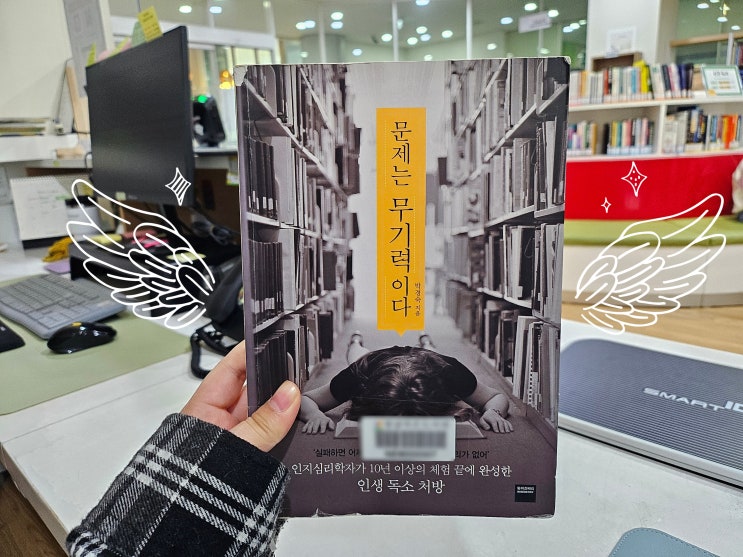 문제는 무기력이다
박경숙 지음
'실패하면 어
가 없어'
인지심리학자가 10년 이상의 체험 끝에 완성한
인생 독소 처방
SMART